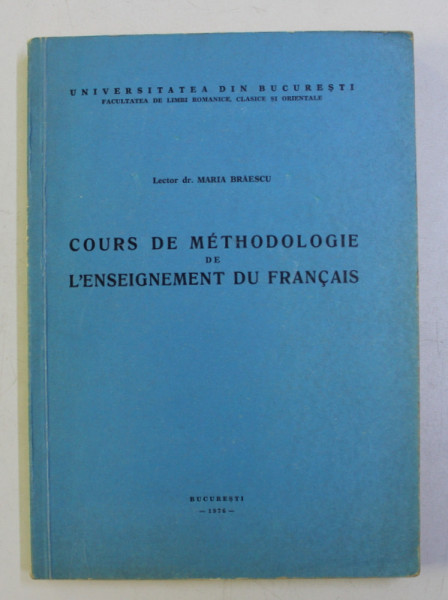 UNIVERSITATEA DIN BUCUREŞTI
FACULTATEA DE LIMBI ROMANICE, CLASICE ŞI ORIENTALE
Lector dr. MARIA BRĂESCU
COURS DE MÉTHODOLOGIE
DE
L'ENSEIGNEMENT DU FRANÇAIS
BUCUREŞTI
— 1976 —